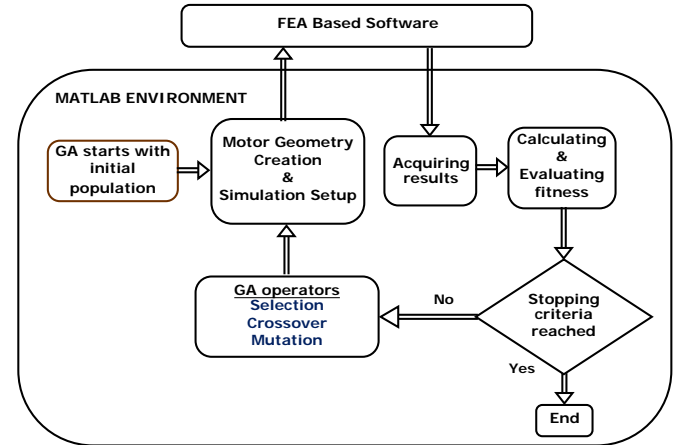 FEA Based Software
MATLAB ENVIRONMENT
GA starts with
initial
population
Motor Geometry
Creation
&
Simulation Setup
Acquiring
results
Calculating
&
Evaluating
fitness
GA operators
Selection
Crossover
Mutation
No
Stopping
criteria
reached
Yes
End